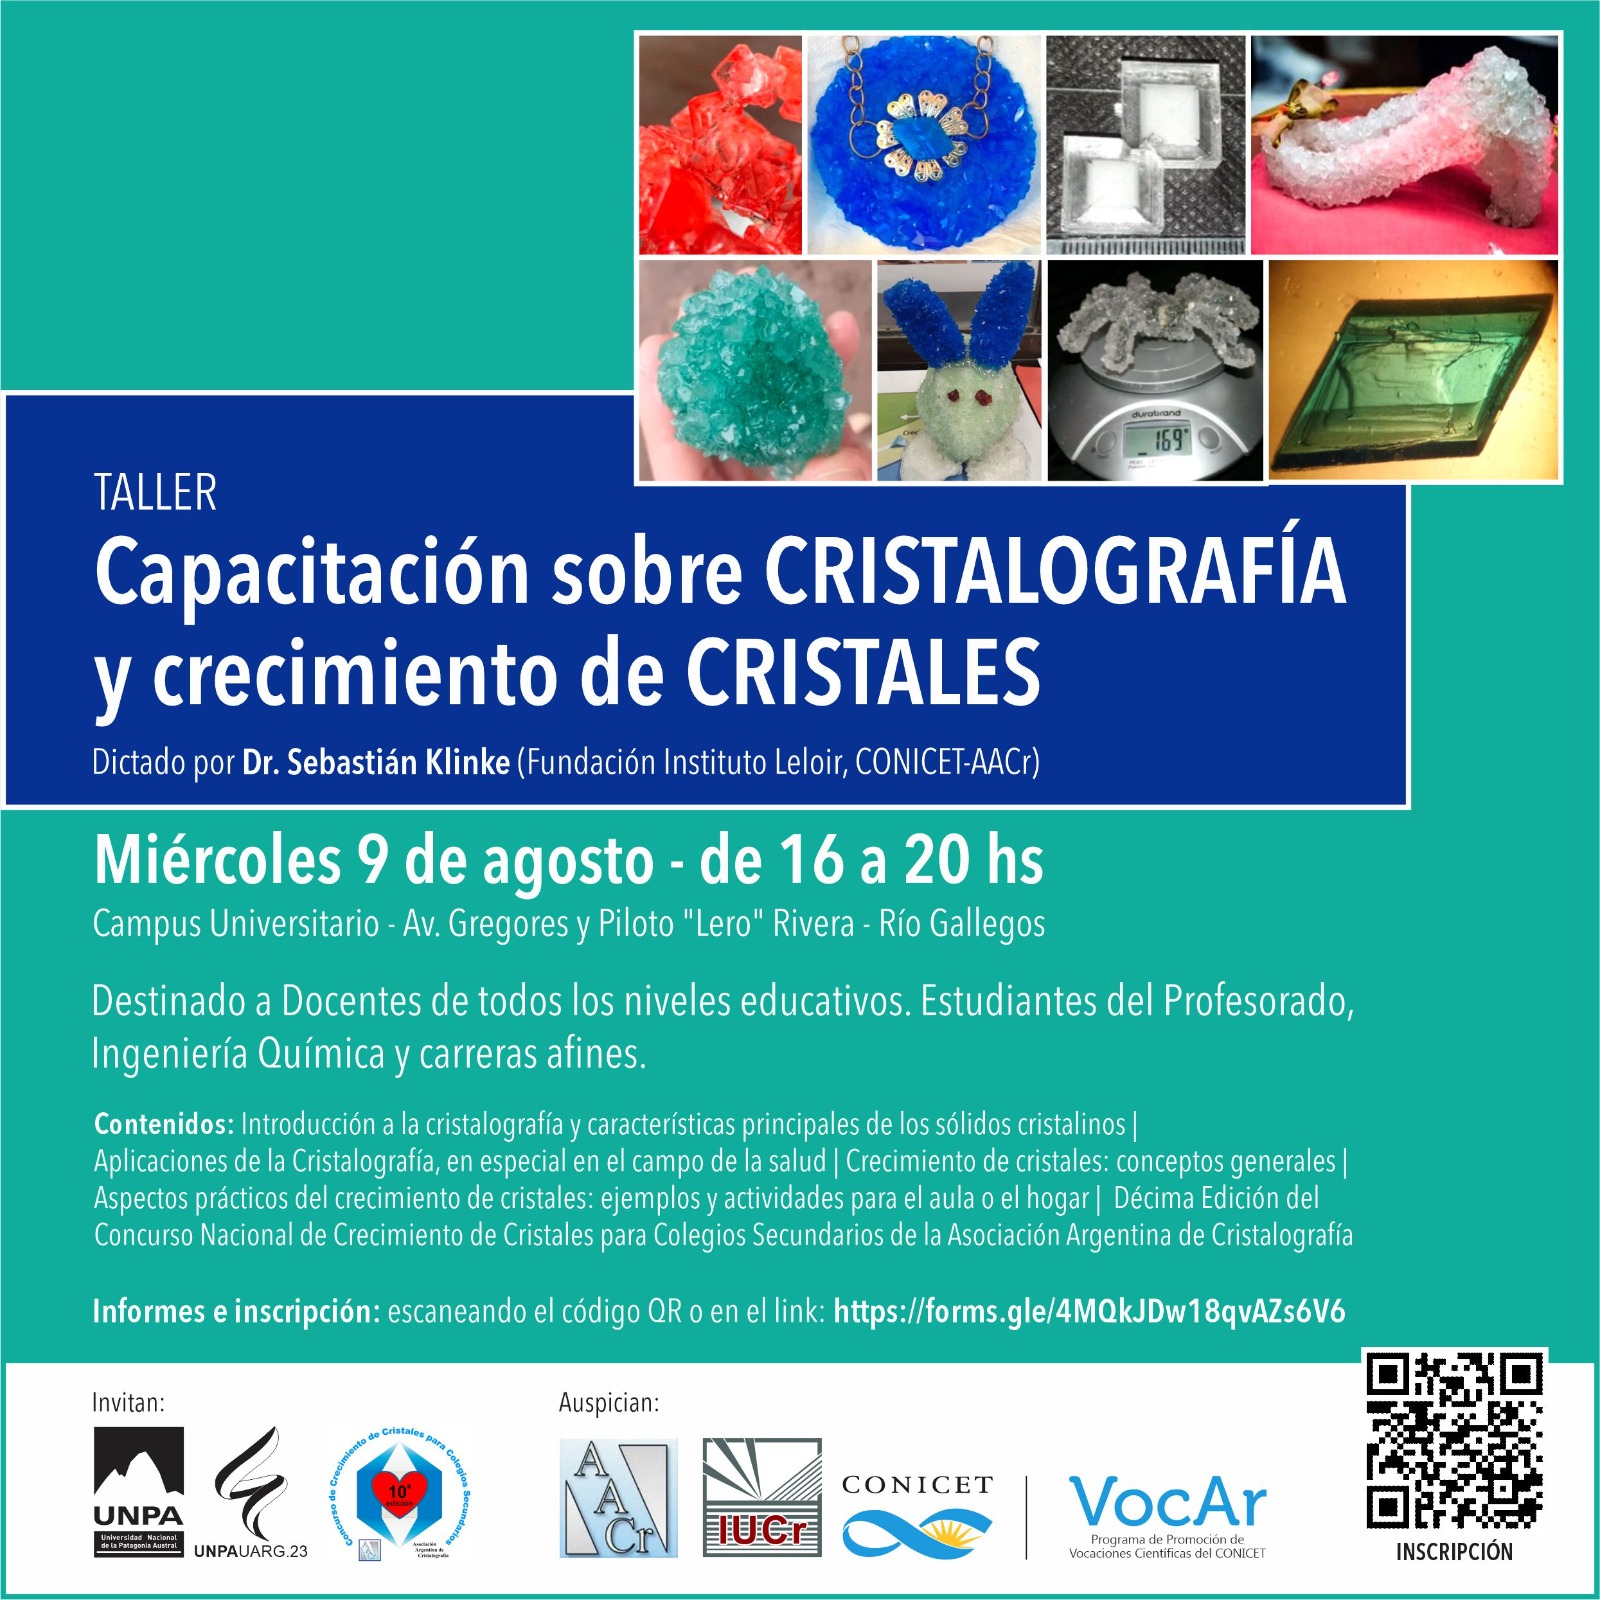 durabrand
169
TALLER
Capacitación sobre CRISTALOGRAFÍA
y crecimiento de CRISTALES
Dictado por Dr. Sebastián Klinke (Fundación Instituto Leloir, CONICET-AACr)
Miércoles 9 de agosto - de 16 a 20 hs
Campus Universitario - Av. Gregores y Piloto "Lero" Rivera - Río Gallegos
Destinado a Docentes de todos los niveles educativos. Estudiantes del Profesorado,
Ingeniería Química y carreras afines.
Contenidos: Introducción a la cristalografía y características principales de los sólidos cristalinos |
Aplicaciones de la Cristalografía, en especial en el campo de la salud | Crecimiento de cristales: conceptos generales |
Aspectos prácticos del crecimiento de cristales: ejemplos y actividades para el aula o el hogar | Décima Edición del
Concurso Nacional de Crecimiento de Cristales para Colegios Secundarios de la Asociación Argentina de Cristalografía
Informes e inscripción: escaneando el código QR o en el link: https://forms.gle/4MQkJDw18qvAZs6V6
Invitan:
UNPA
Universidad Nacional
de la Patagonia Austral
UNPAUARG.23
Concurso de Crecimiento de Cristales para Colegios Secundarios
10ª
edición
Asociación
Argentina de
Cristalografía
Auspician:
AACr
IUCr
CONICET
VocAr
Programa de Promoción de
Vocaciones Científicas del CONICET
INSCRIPCIÓN